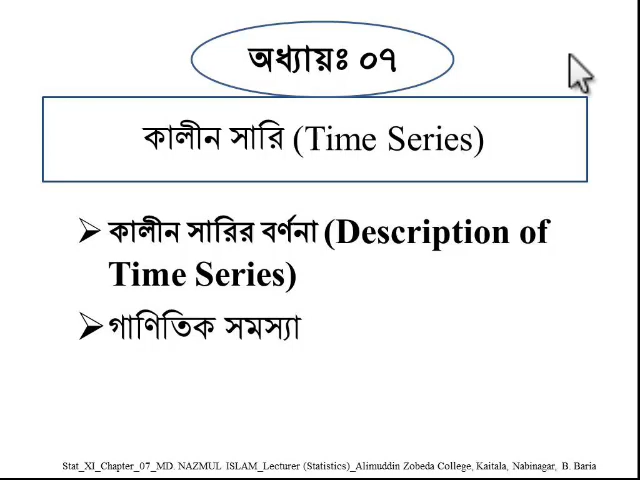 অধ্যায়ঃ ০৭
কালীন সারি (Time Series)
কালীন সারির বর্ণনা (Description of
Time Series)
গাণিতিক সমস্যা
Stat_XI_Chapter_07_MD. NAZMUL ISLAM_Lecturer (Statistics)_Alimuddin Zobeda College, Kaitala, Nabinagar, B. Baria